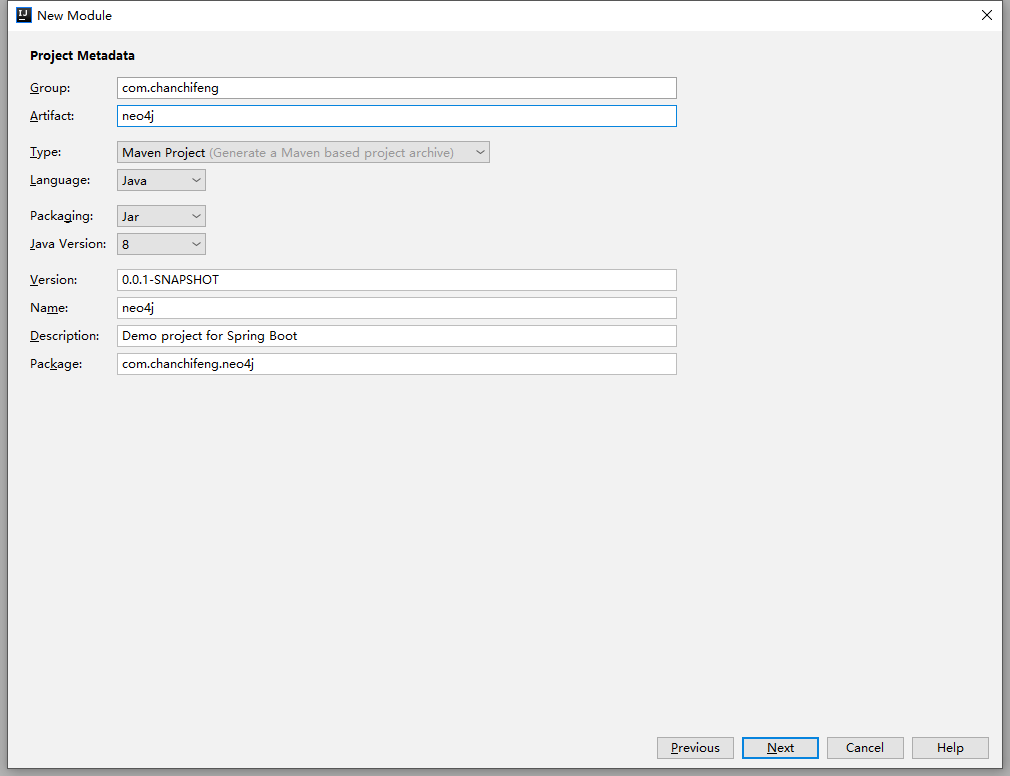 New Module
Project Metadata
Group: com.chanchifeng
Artifact: neo4j
Type: Maven Project (Generate a Maven based project archive)
Language: Java
Packaging: Jar
Java Version: 8
Version: 0.0.1-SNAPSHOT
Name: neo4j
Description: Demo project for Spring Boot
Package: com.chanchifeng.neo4j
Previous Next Cancel Help